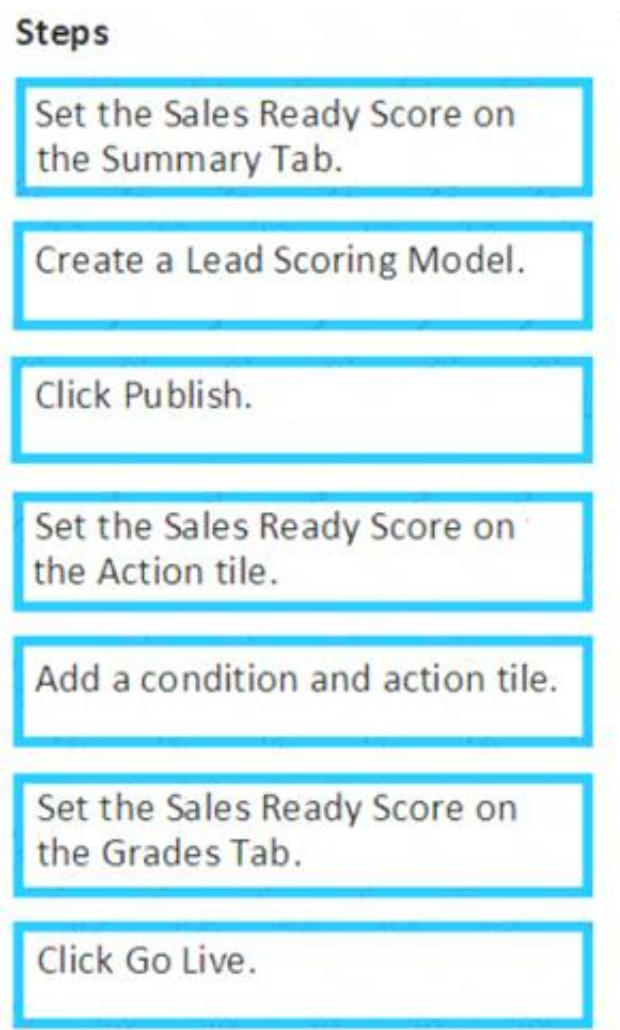 Steps
Set the Sales Ready Score on
the Summary Tab.
Create a Lead Scoring Model.
Click Publish.
Set the Sales Ready Score on
the Action tile.
Add a condition and action tile.
Set the Sales Ready Score on
the Grades Tab.
Click Go Live.